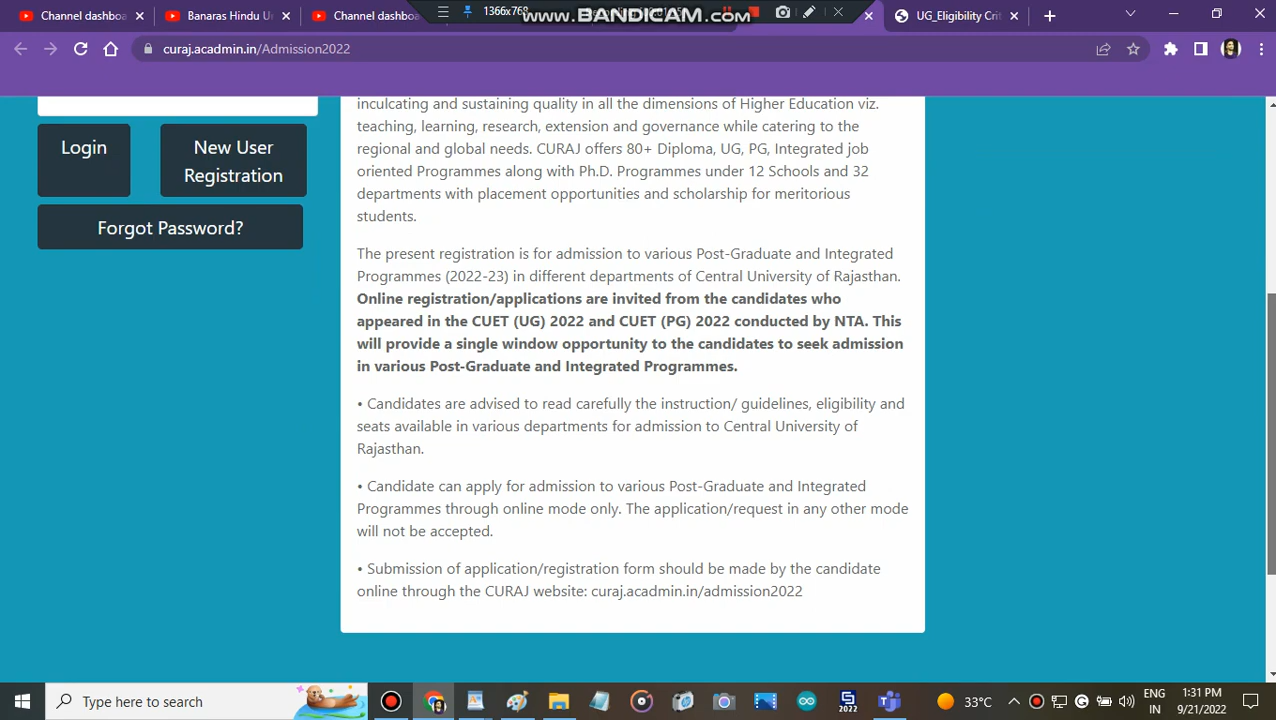 Channel dashboa
Banaras Hindu U
Channel dashboa
1366x768
www.BANDICAM.com
UG_Eligibility Crit
curaj.acadmin.in/Admission2022
inculcating and sustaining quality in all the dimensions of Higher Education viz.
teaching, learning, research, extension and governance while catering to the
regional and global needs. CURAJ offers 80+ Diploma, UG, PG, Integrated job
oriented Programmes along with Ph.D. Programmes under 12 Schools and 32
departments with placement opportunities and scholarship for meritorious
students.
Login
New User
Registration
Forgot Password?
The present registration is for admission to various Post-Graduate and Integrated
Programmes (2022-23) in different departments of Central University of Rajasthan.
Online registration/applications are invited from the candidates who
appeared in the CUET (UG) 2022 and CUET (PG) 2022 conducted by NTA. This
will provide a single window opportunity to the candidates to seek admission
in various Post-Graduate and Integrated Programmes.
• Candidates are advised to read carefully the instruction/ guidelines, eligibility and
seats available in various departments for admission to Central University of
Rajasthan.
• Candidate can apply for admission to various Post-Graduate and Integrated
Programmes through online mode only. The application/request in any other mode
will not be accepted.
• Submission of application/registration form should be made by the candidate
online through the CURAJ website: curaj.acadmin.in/admission2022
Type here to search
2022
33°C
ENG
IN
1:31 PM
9/21/2022